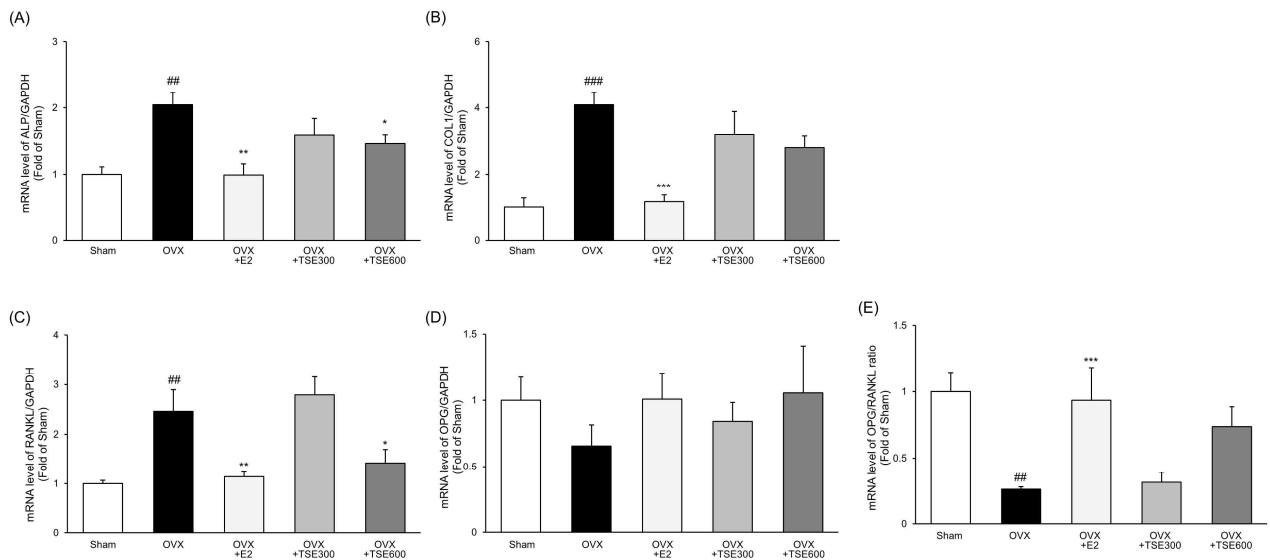 (A)
mRNA level of ALP/GAPDH
(Fold of Sham)
3
2
1
0
##
**
*
Sham
OVX
OVX
+E2
OVX
+TSE300
OVX
+TSE600
(B)
mRNA level of COL1/GAPDH
(Fold of Sham)
6
4
2
0
###
***
Sham
OVX
OVX
+E2
OVX
+TSE300
OVX
+TSE600
(C)
mRNA level of RANKL/GAPDH
(Fold of Sham)
4
3
2
1
0
##
**
*
Sham
OVX
OVX
+E2
OVX
+TSE300
OVX
+TSE600
(D)
mRNA level of OPG/GAPDH
(Fold of Sham)
1.5
1
0.5
0
Sham
OVX
OVX
+E2
OVX
+TSE300
OVX
+TSE600
(E)
mRNA level of OPG/RANKL ratio
(Fold of Sham)
1.5
1
0.5
0
##
***
Sham
OVX
OVX
+E2
OVX
+TSE300
OVX
+TSE600